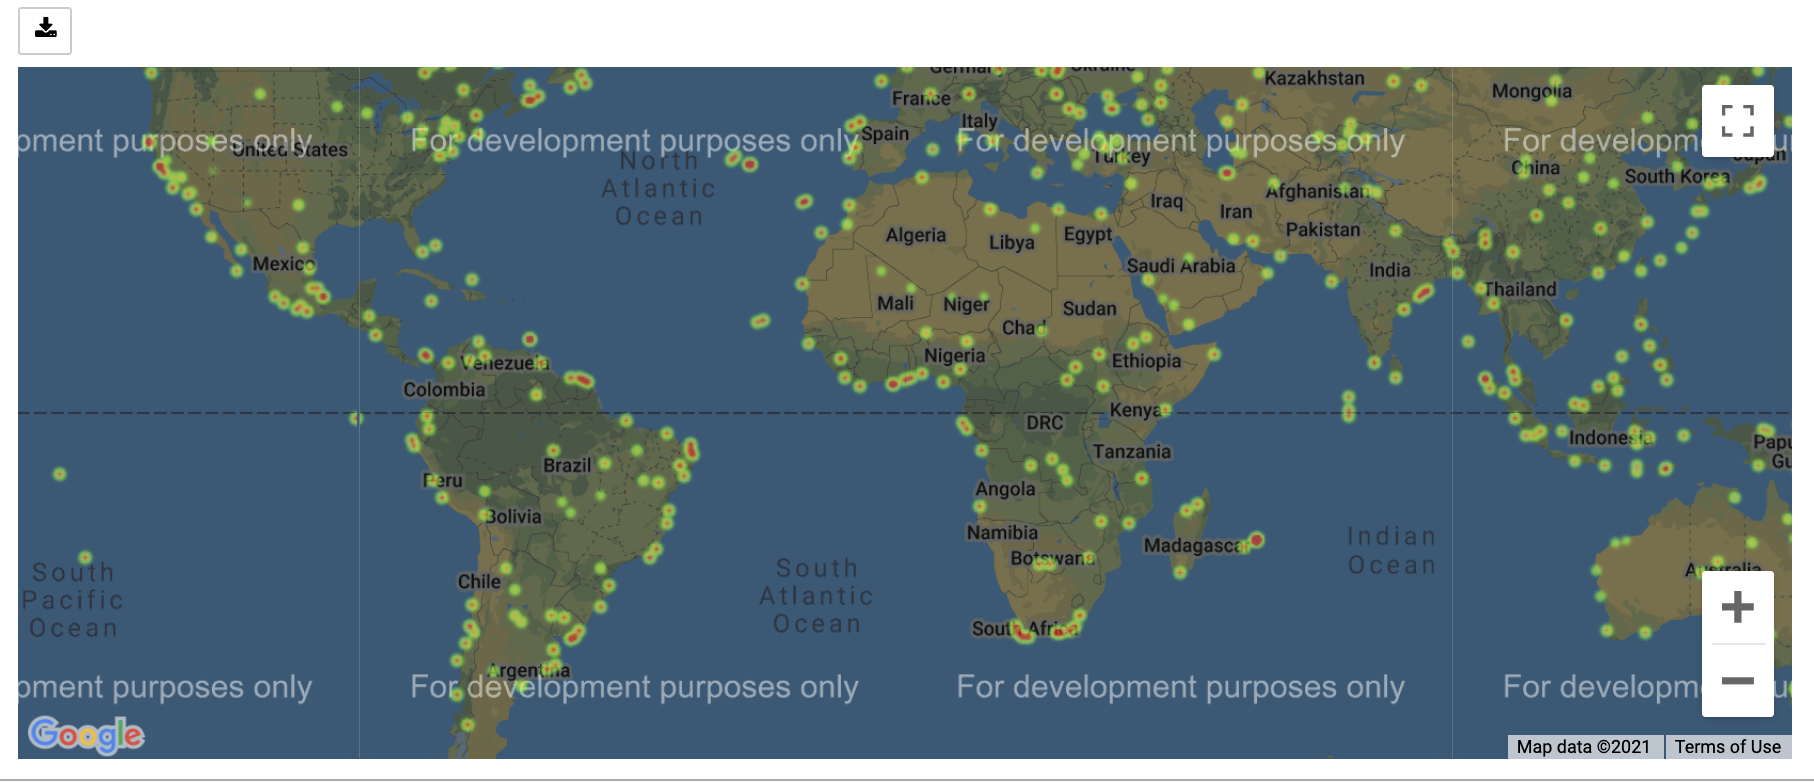 Germany
Ukraine
Kazakhstan
Mongolia
France
Italy
Spain
Turkey
pment purposes only
For development purposes only
For development purposes only
For developm
United States
North
Atlantic
Ocean
Japan
China
South Korea
Afghanistan
Iraq
Iran
Pakistan
Algeria
Libya
Egypt
Saudi Arabia
India
Mexico
Mali
Niger
Sudan
Chad
Thailand
Nigeria
Ethiopia
Venezuela
Colombia
DRC
Kenya
Tanzania
Indonesia
Papu
Gu
Brazil
Peru
Angola
Bolivia
Namibia
Botswana
Madagascar
Indian
Ocean
Australia
South
Pacific
Ocean
Chile
South
Atlantic
Ocean
South Africa
Argentina
pment purposes only
For development purposes only
For development purposes only
For developm
Google
Map data ©2021
Terms of Use